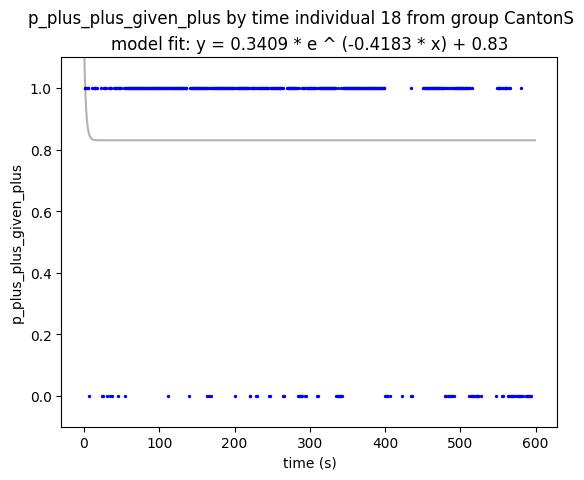 p_plus_plus_given_plus by time individual 18 from group CantonS
model fit: y = 0.3409 * e ^ (-0.4183 * x) + 0.83
1.0
0.8
0.6
0.4
0.2
0.0
p_plus_plus_given_plus
0 100 200 300 400 500 600
time (s)